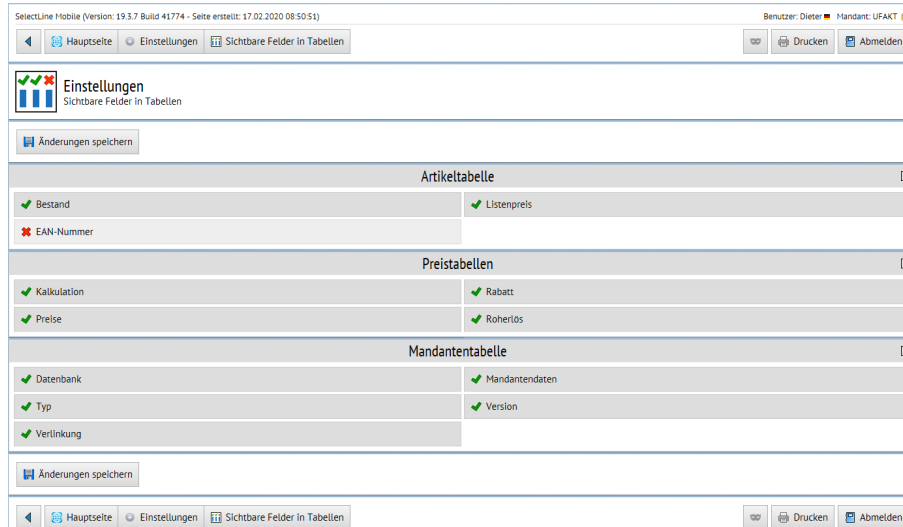 SelectLine Mobile (Version: 19.3.7 Build 41774 - Seite erstellt: 17.02.2020 08:50:51) Benutzer: Dieter Mandant: UFAKT |
Hauptseite Einstellungen Sichtbare Felder in Tabellen Drucken Abmelden
Einstellungen
Sichtbare Felder in Tabellen
Änderungen speichern
Artikeltabelle
Bestand Listenpreis
EAN-Nummer
Preistabellen
Kalkulation Rabatt
Preise Roherlös
Mandantentabelle
Datenbank Mandantendaten
Typ Version
Verlinkung
Änderungen speichern
Hauptseite Einstellungen Sichtbare Felder in Tabellen Drucken Abmelden